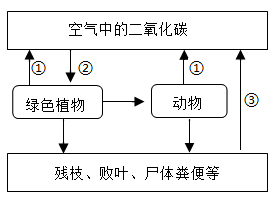 空气中的二氧化碳
① ② ① ③
绿色植物 动物
残枝、败叶、尸体粪便等